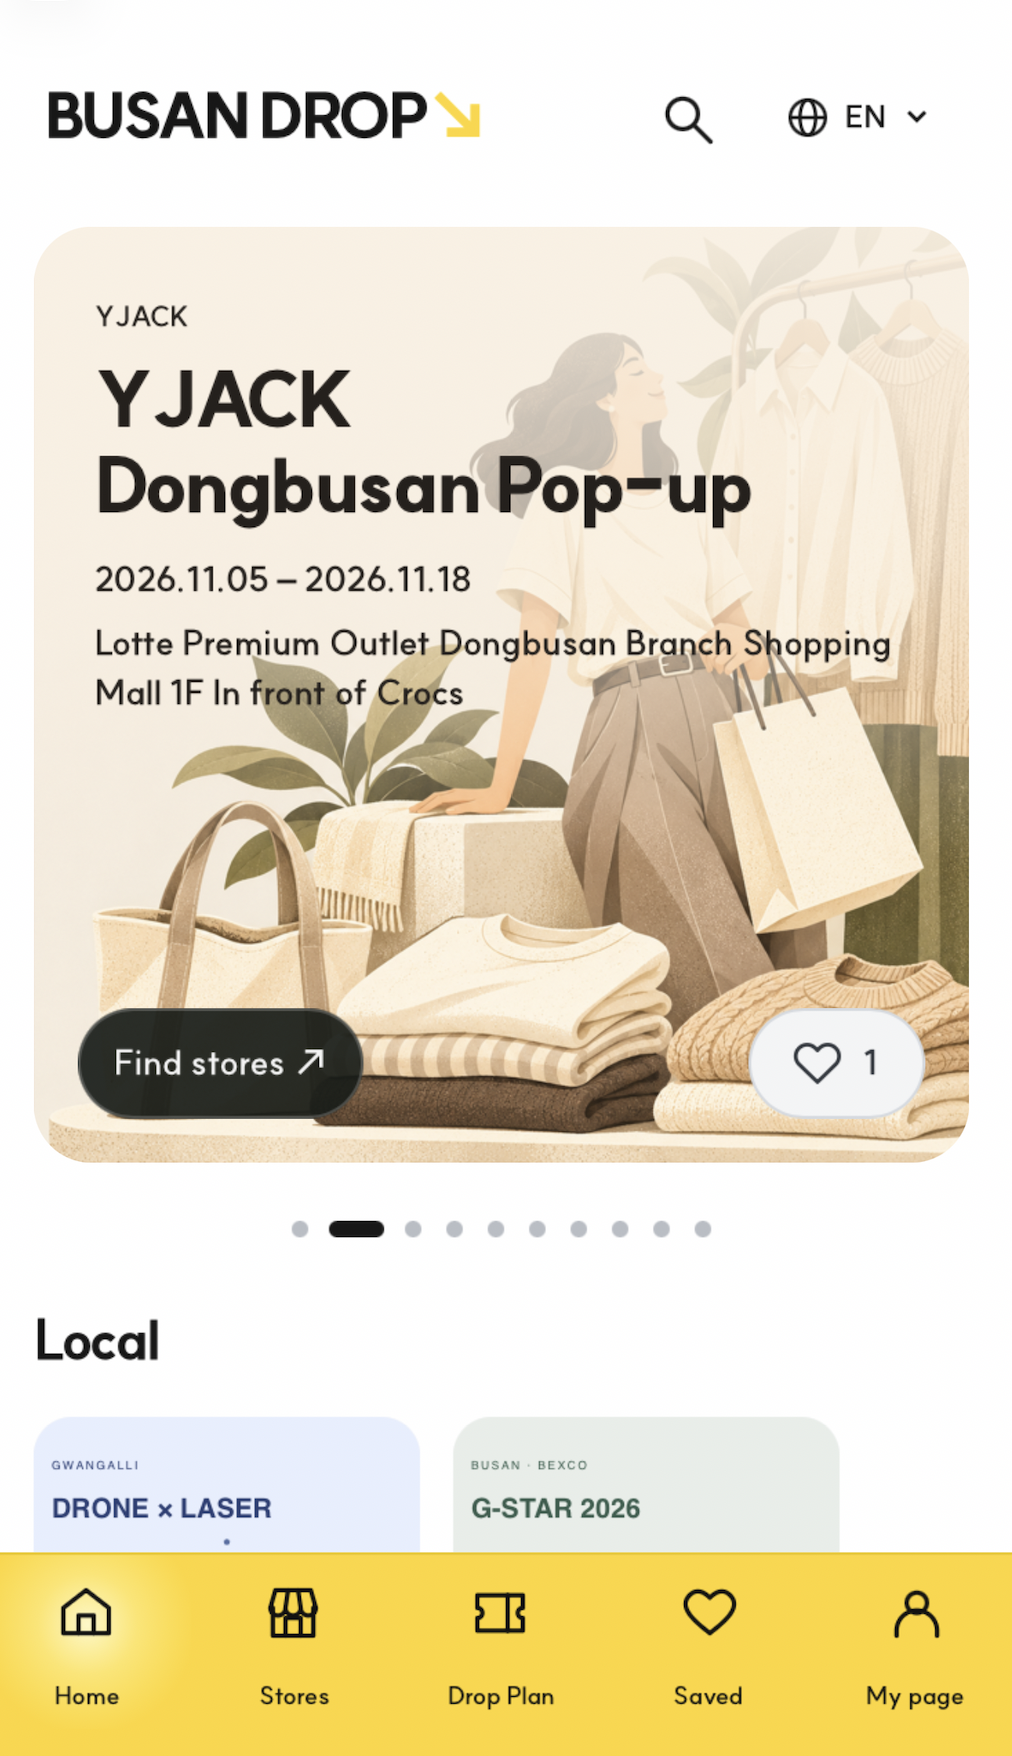 BUSAN DROP
EN
YJACK
YJACK
Dongbusan Pop-up
2026.11.05 – 2026.11.18
Lotte Premium Outlet Dongbusan Branch Shopping
Mall 1F In front of Crocs
Find stores
1
Local
GWANGALLI
DRONE × LASER
BUSAN · BEXCO
G-STAR 2026
Home
Stores
Drop Plan
Saved
My page